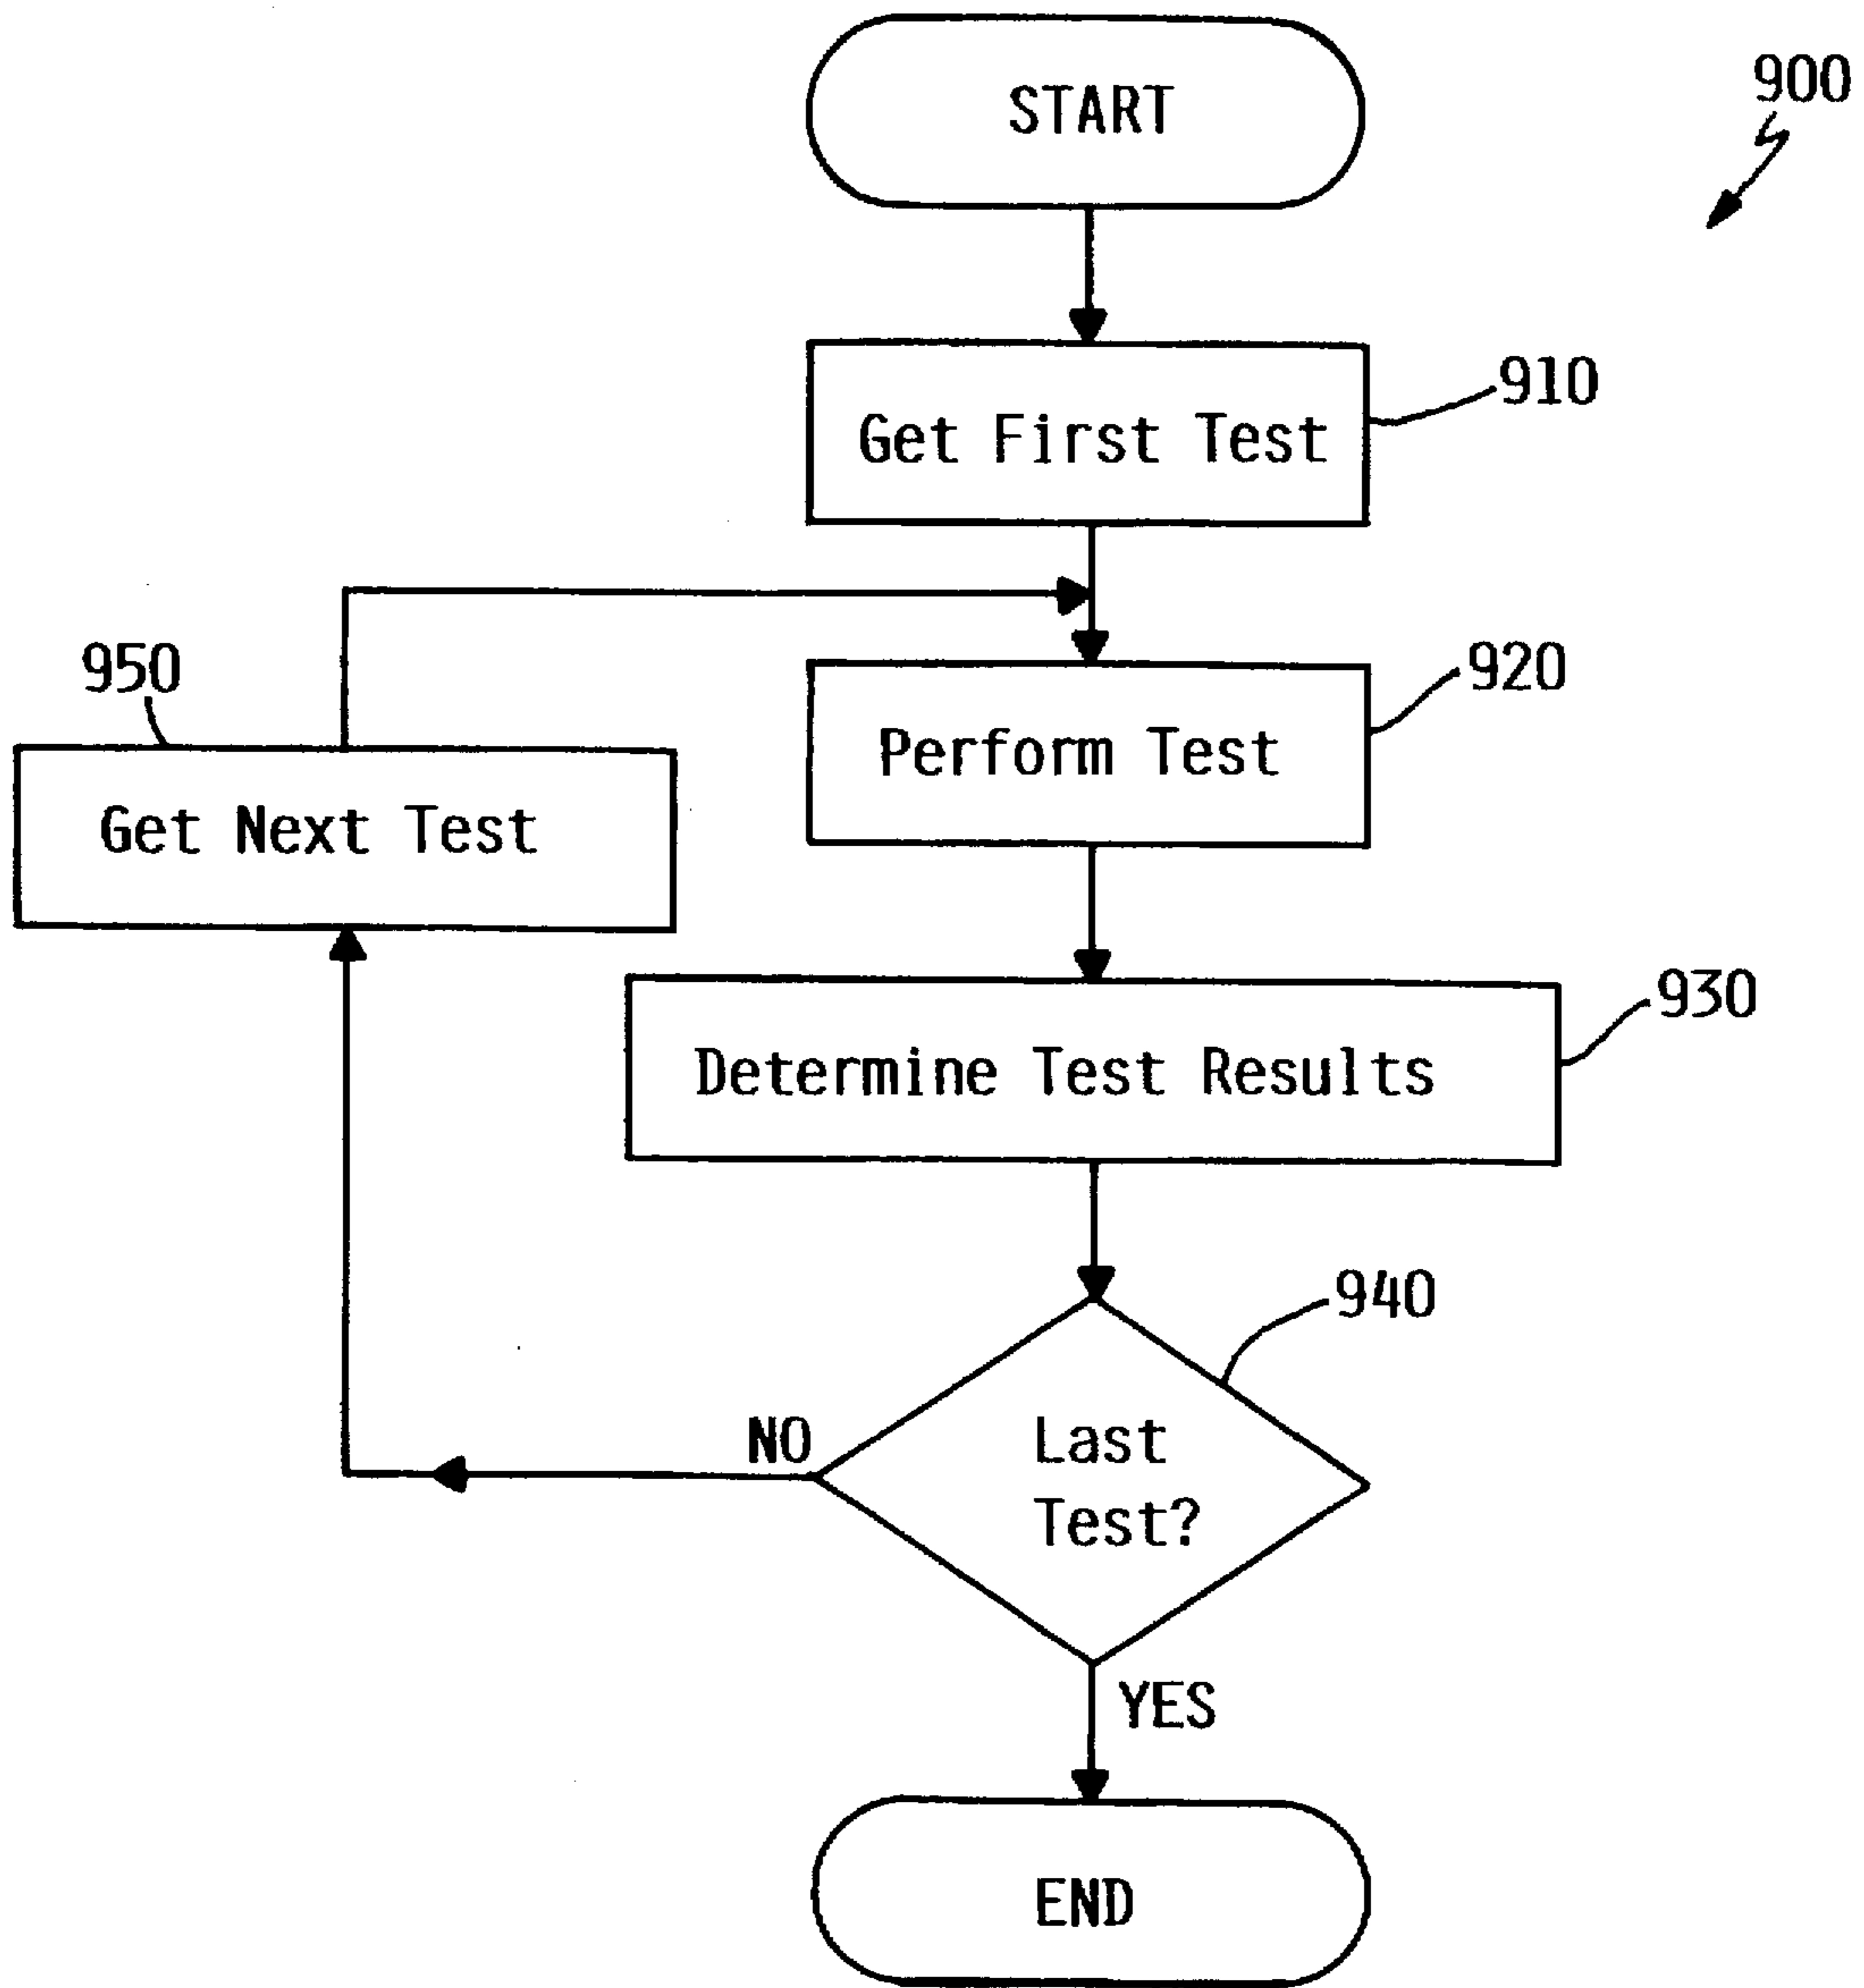 START
900
Get First Test
910
950
Get Next Test
Perform Test
920
Determine Test Results
930
940
Last
Test?
NO
YES
END